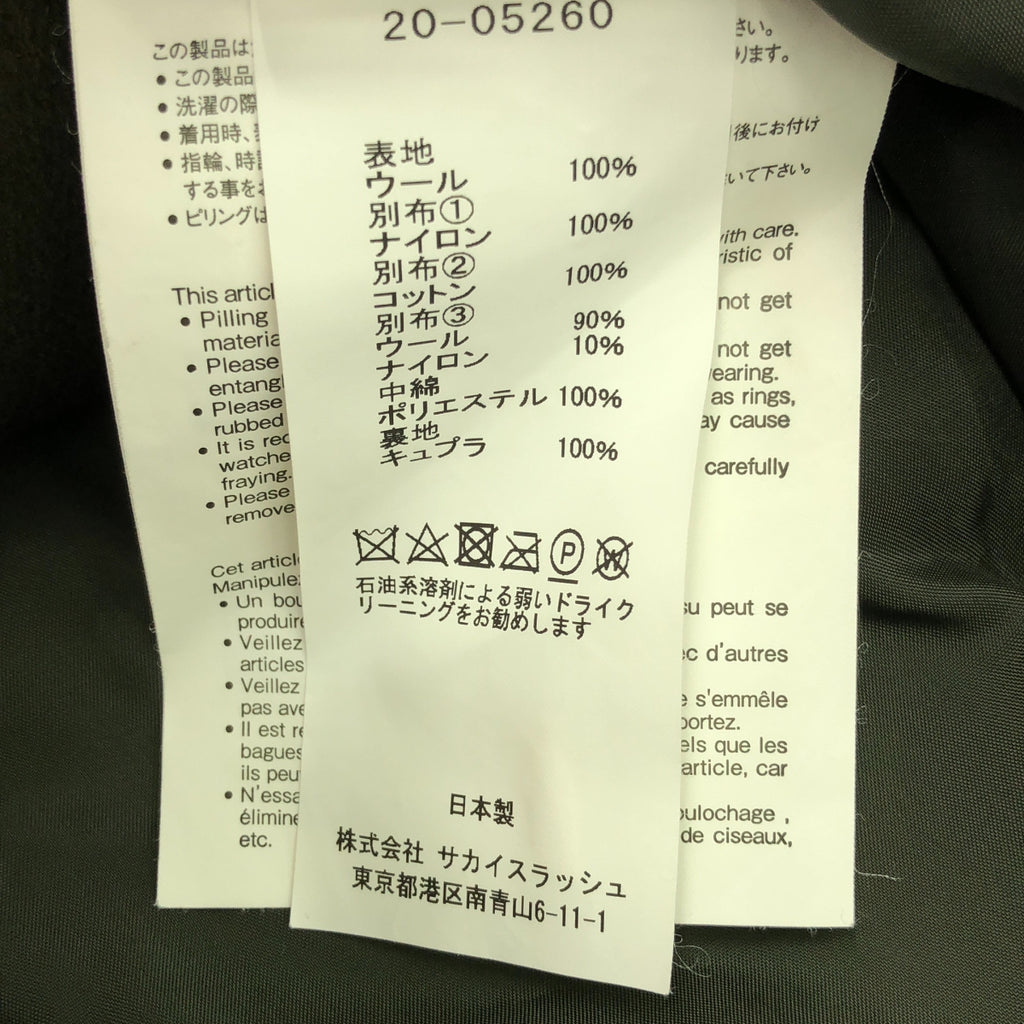 20-05260
表地
ウール 100%
別布①
ナイロン 100%
別布②
コットン 100%
別布③
ウール 90%
ナイロン 10%
中綿
ポリエステル 100%
裏地
キュプラ 100%
P
W
石油系溶剤による弱いドライク
リーニングをお勧めします
日本製
株式会社 サカイスラッシュ
東京都港区南青山6-11-1
この製品は
• この製品
• 洗濯の際
• 着用時、
• 指輪、時
する事を
• ピリングは
This artic
• Pilling
materia
• Please
entang
• Please
rubbed
• It is rec
watche
fraying.
• Please
remove
Cet articl
Manipulez
• Un bou
produire
• Veillez
articles
• Veillez
pas ave
• Il est re
bagues
ils peu
• N'essa
élimine
etc.
さい。
ります。
後にお付け
いて下さい。
with care.
ristic of
not get
not get
wearing.
as rings,
ay cause
carefully
su peut se
ec d'autres
e s'emmêle
portez.
els que les
article, car
oulochage ,
de ciseaux,